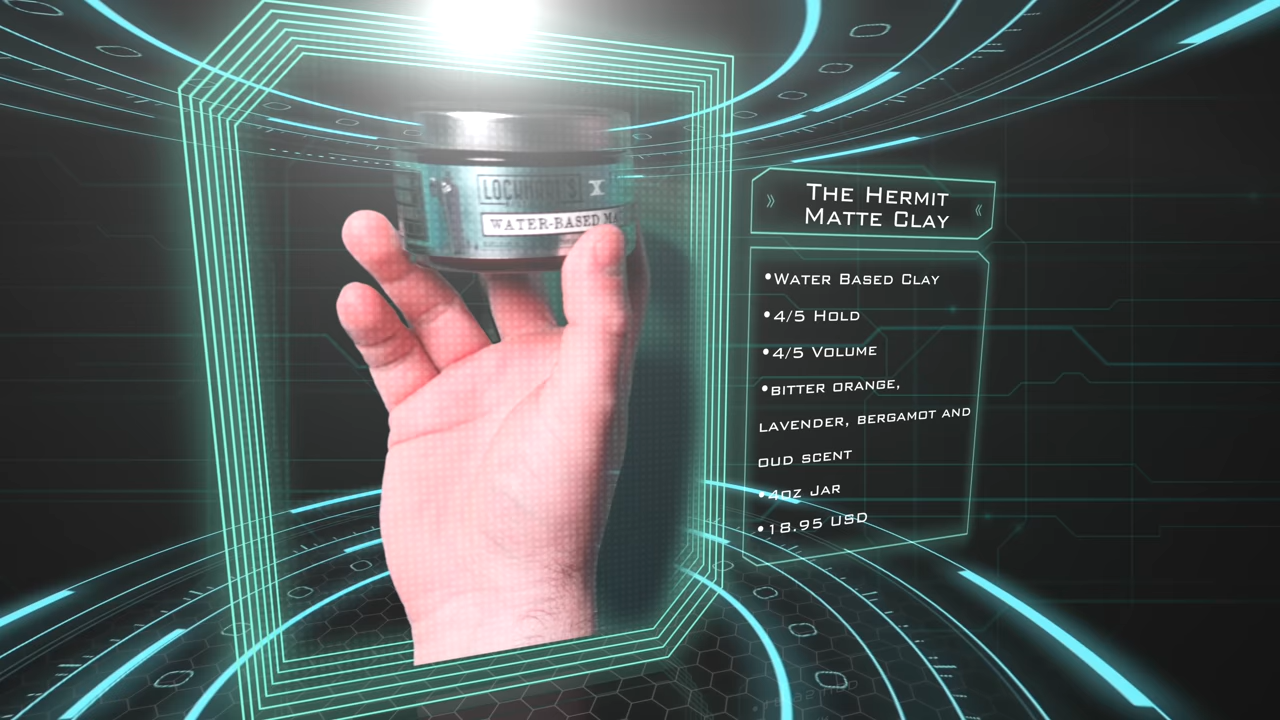 LOCKHART'S
WATER-BASED MA
The Hermit
Matte Clay
•Water Based Clay
•4/5 Hold
•4/5 Volume
•bitter orange,
lavender, bergamot and
oud scent
•4oz Jar
•18.95 USD